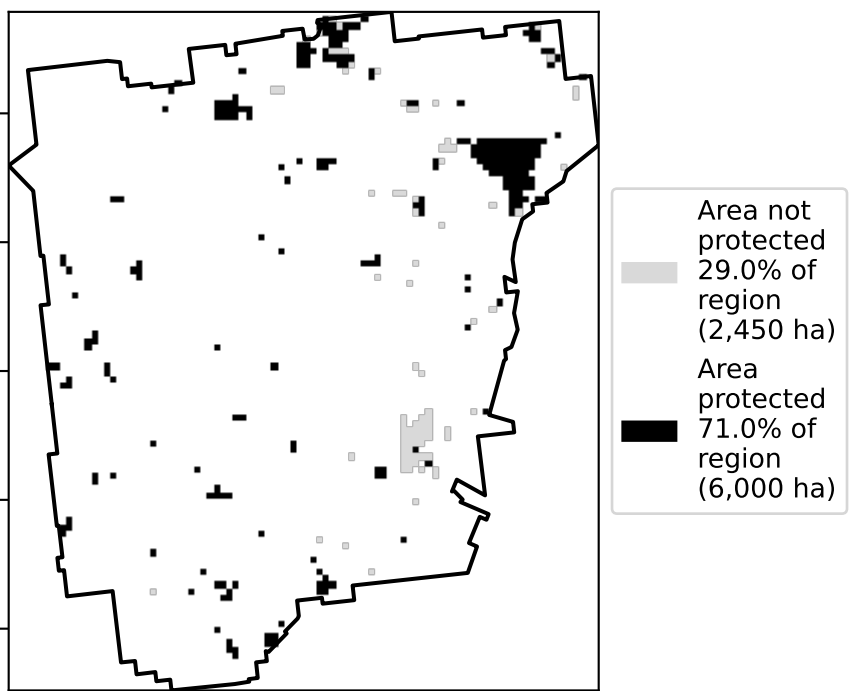 Area not
protected
29.0% of
region
(2,450 ha)
Area
protected
71.0% of
region
(6,000 ha)